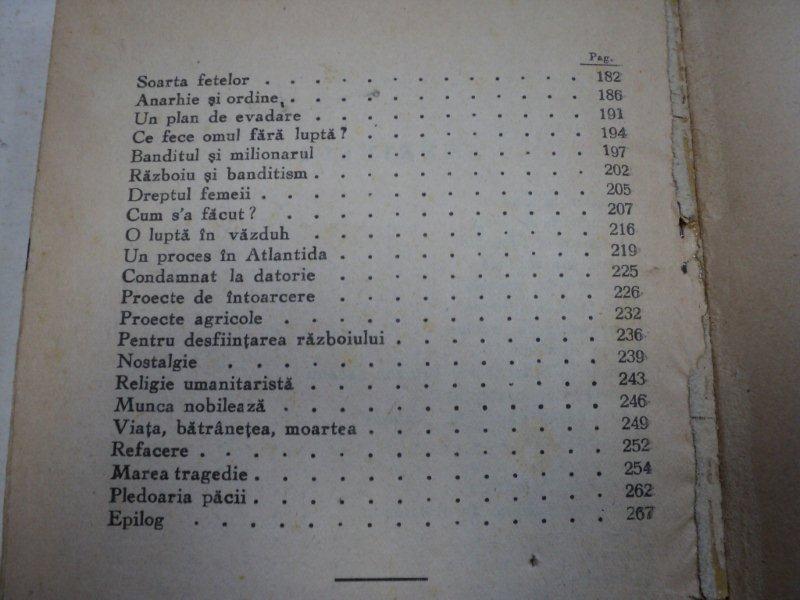 Pag.
Soarta fetelor . . . . . . . . . . . . 182
Anarhie și ordine, . . . . . . . . . . . 186
Un plan de evadare . . . . . . . . . . 191
Ce fece omul fără luptă? . . . . . . . . 194
Banditul și milionarul . . . . . . . . . 197
Războiu și banditism . . . . . . . . . . 202
Dreptul femeii . . . . . . . . . . . . 205
Cum s'a făcut? . . . . . . . . . . . 207
O luptă în văzduh . . . . . . . . . . 216
Un proces în Atlantida . . . . . . . . . 219
Condamnat la datorie . . . . . . . . . 225
Proecte de întoarcere . . . . . . . . . 226
Proecte agricole . . . . . . . . . . . 232
Pentru desființarea războiului . . . . . . . 236
Nostalgie . . . . . . . . . . . . . 239
Religie umanitaristă . . . . . . . . . . 243
Munca nobilează . . . . . . . . . . . 246
Viața, bătrânețea, moartea . . . . . . . . 249
Refacere . . . . . . . . . . . . . . 252
Marea tragedie . . . . . . . . . . . . 254
Pledoaria păcii . . . . . . . . . . . . 262
Epilog . . . . . . . . . . . . . . 267